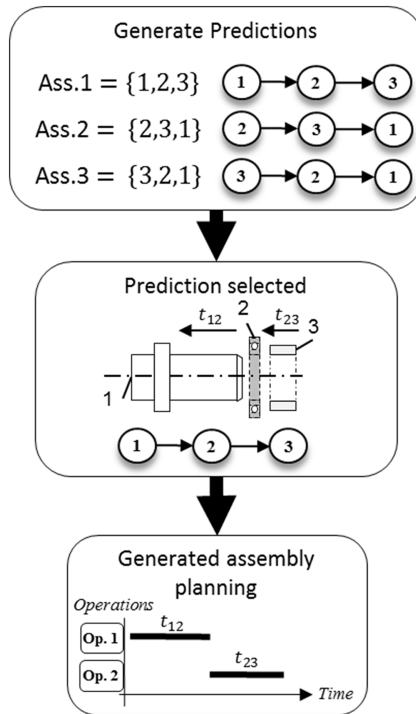 Generate Predictions
Ass.1 = {1,2,3} 1 2 3
Ass.2 = {2,3,1} 2 3 1
Ass.3 = {3,2,1} 3 2 1
Prediction selected
2
t12 t23 3
1
1 2 3
Generated assembly
planning
Operations
Op. 1 t12
Op. 2 t23
Time